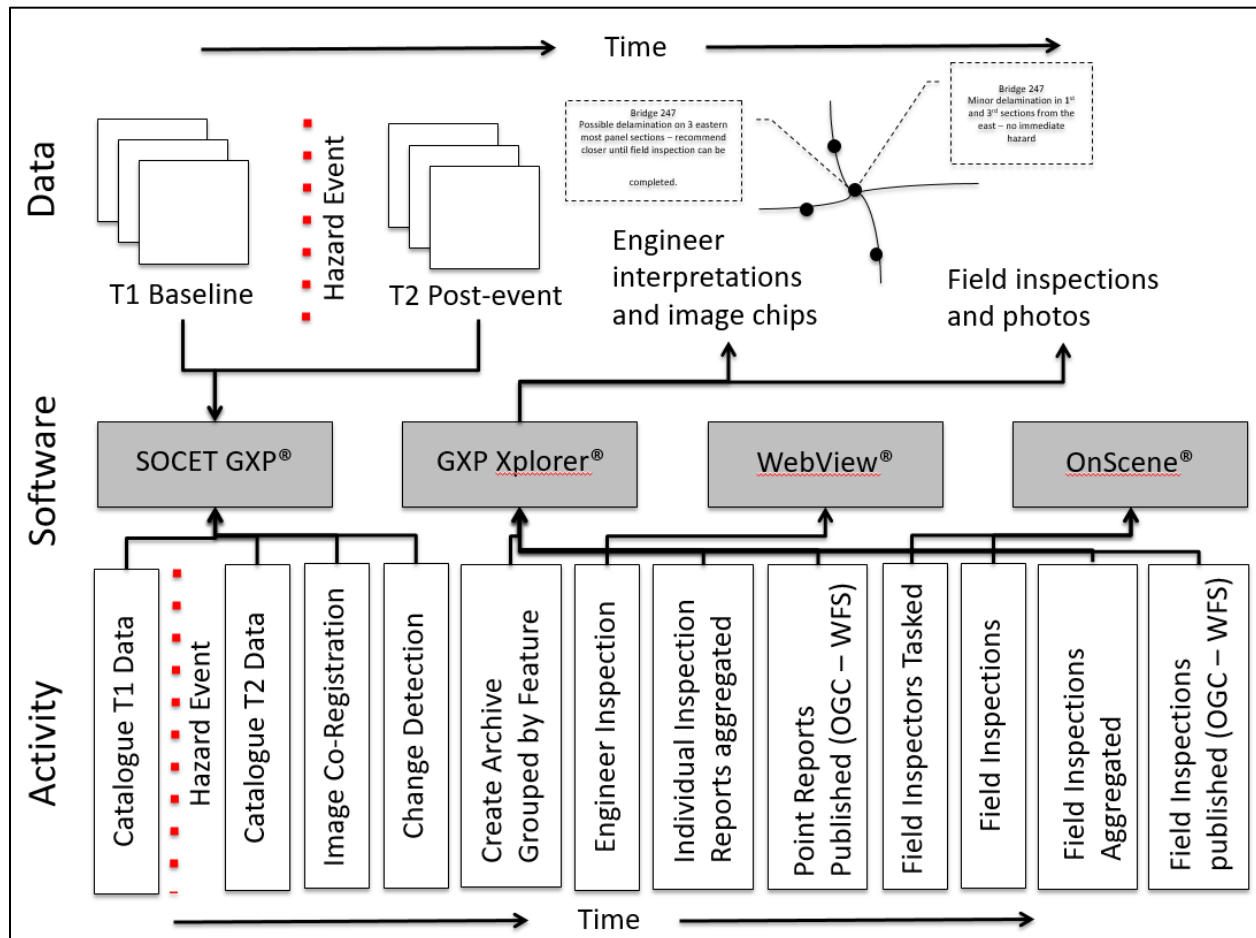 Time
Data
Hazard Event
T1 Baseline
T2 Post-event
Bridge 247
Possible delamination on 3 eastern
most panel sections – recommend
closer until field inspection can be
completed.
Bridge 247
Minor delamination in 1st
and 3rd sections from the
east – no immediate
hazard
Engineer
interpretations
and image chips
Field inspections
and photos
Software
SOCET GXP®
GXP Xplorer®
WebView®
OnScene®
Activity
Catalogue T1 Data
Hazard Event
Catalogue T2 Data
Image Co-Registration
Change Detection
Create Archive
Grouped by Feature
Engineer Inspection
Individual Inspection
Reports aggregated
Point Reports
Published (OGC – WFS)
Field Inspectors Tasked
Field Inspections
Field Inspections
Aggregated
Field Inspections
published (OGC – WFS)
Time